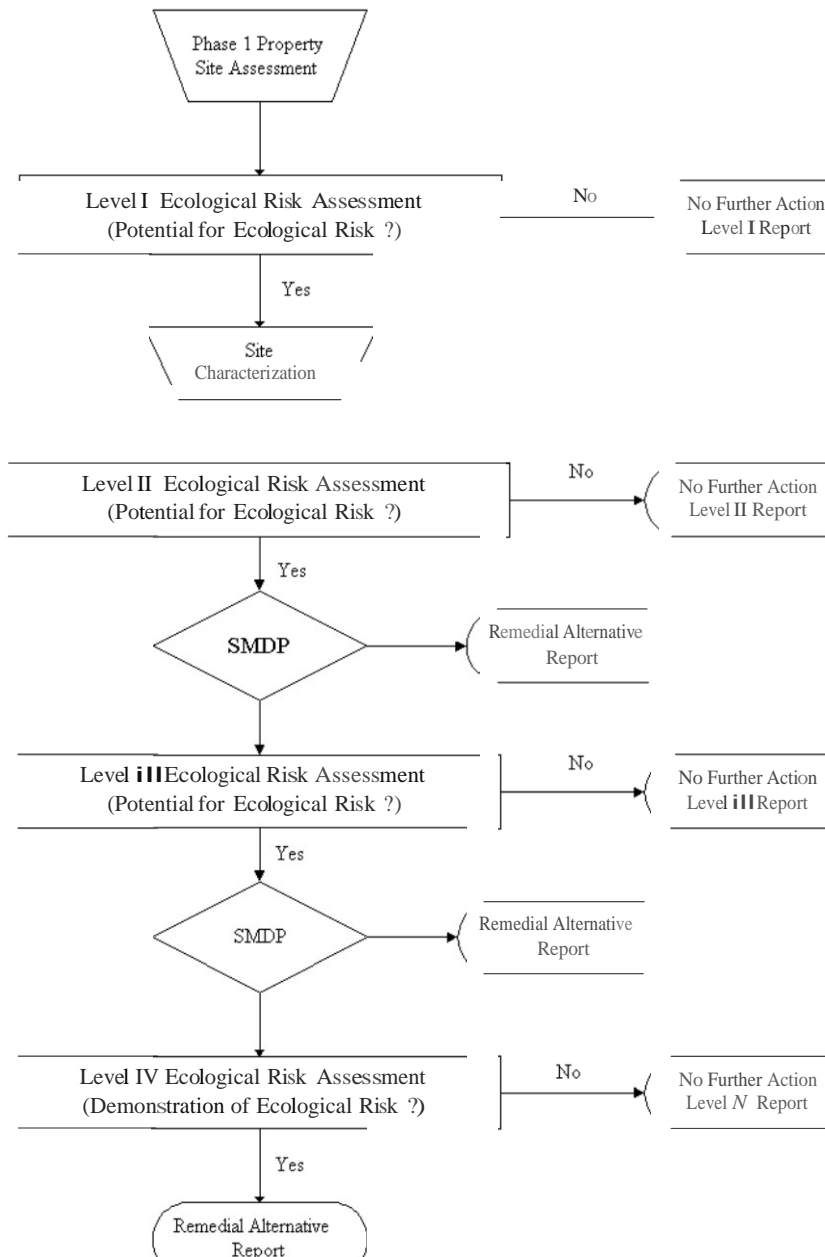 Phase 1 Property
Site Assessment
Level I Ecological Risk Assessment
(Potential for Ecological Risk ?)
No
No Further Action
Level I Report
Yes
Site
Characterization
Level II Ecological Risk Assessment
(Potential for Ecological Risk ?)
No
No Further Action
Level II Report
Yes
SMDP
Remedial Alternative
Report
Level ill Ecological Risk Assessment
(Potential for Ecological Risk ?)
No
No Further Action
Level ill Report
Yes
SMDP
Remedial Alternative
Report
Level IV Ecological Risk Assessment
(Demonstration of Ecological Risk ?)
No
No Further Action
Level N Report
Yes
Remedial Alternative
Report